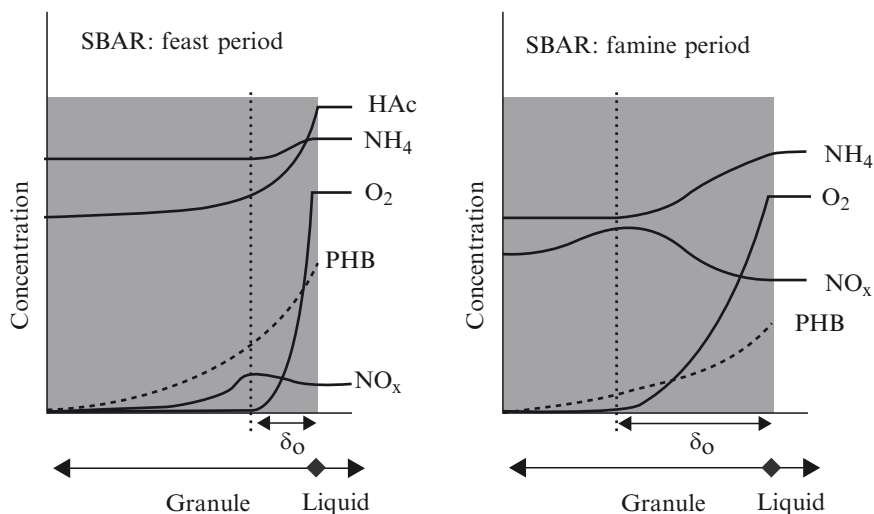 SBAR: feast period
HAc
NH₄
O₂
PHB
NOₓ
Concentration
δₒ
Granule Liquid
SBAR: famine period
NH₄
O₂
NOₓ
PHB
Concentration
δₒ
Granule Liquid